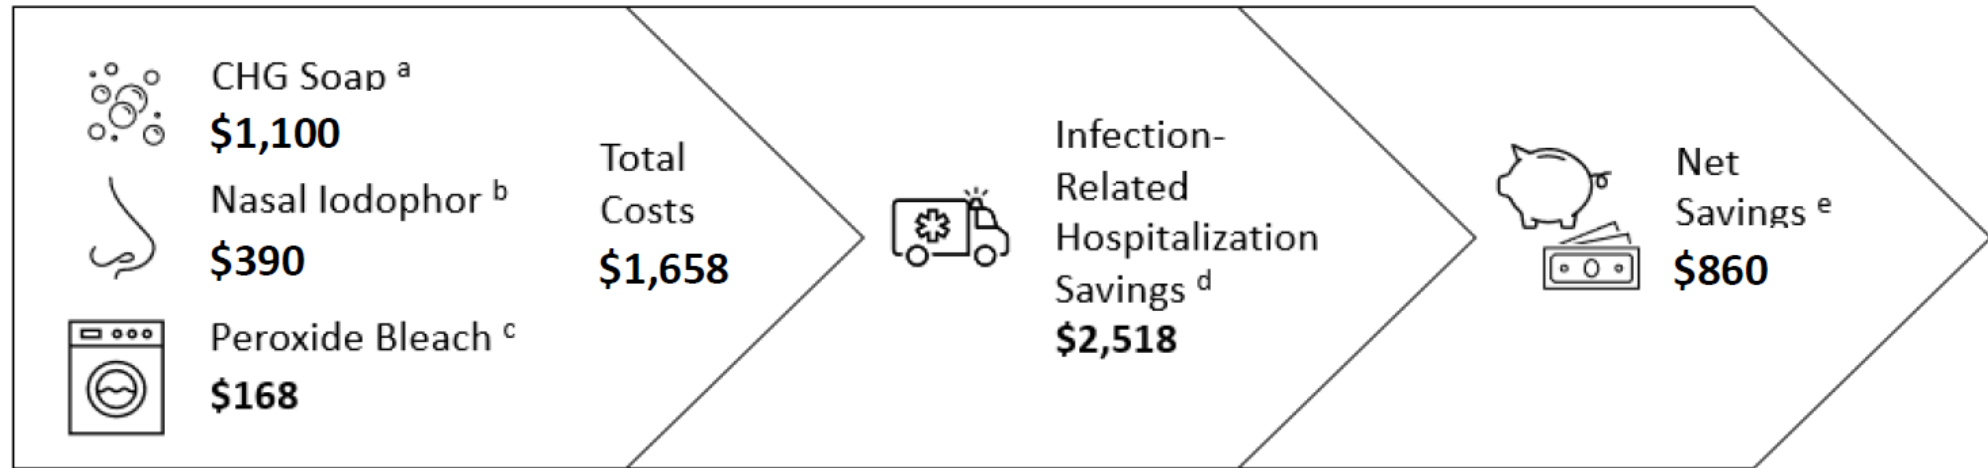 CHG Soap a
$1,100
Nasal Iodophor b
$390
Peroxide Bleach c
$168
Total
Costs
$1,658
Infection-
Related
Hospitalization
Savings d
$2,518
Net
Savings e
$860